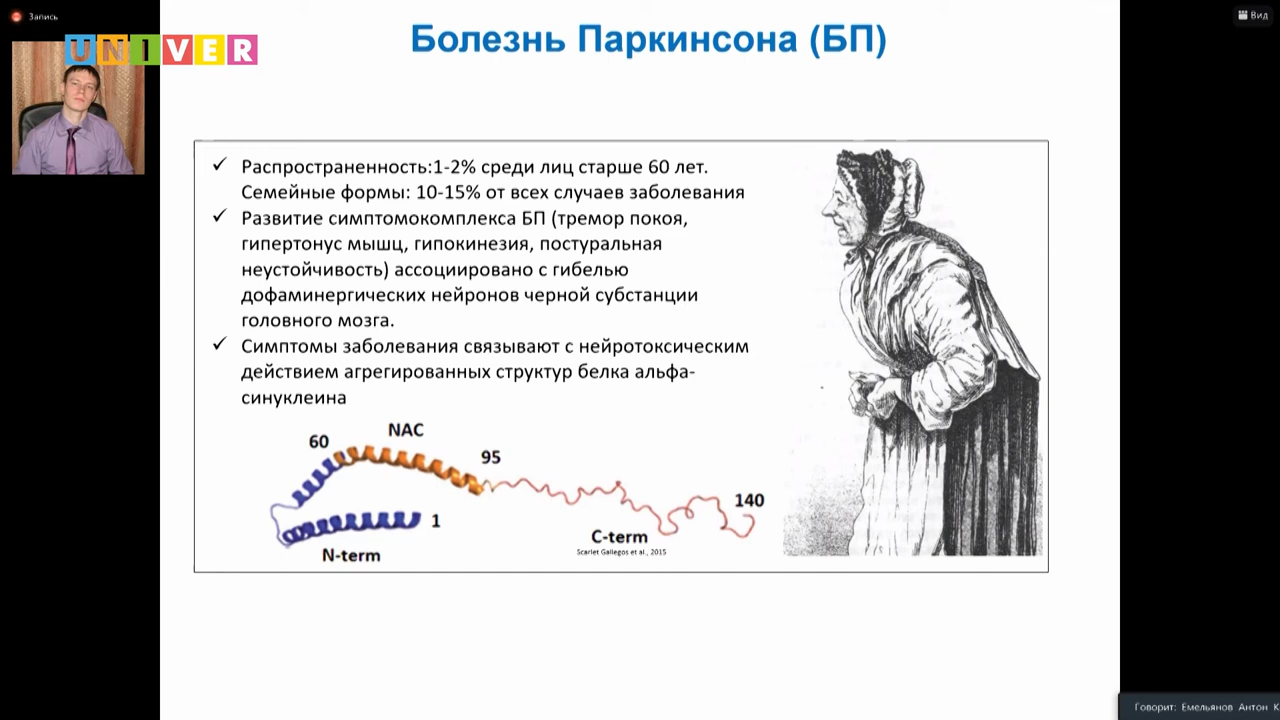 Запись
Вид
UNIVER
Болезнь Паркинсона (БП)
✓ Распространенность:1-2% среди лиц старше 60 лет.
Семейные формы: 10-15% от всех случаев заболевания
✓ Развитие симптомокомплекса БП (тремор покоя,
гипертонус мышц, гипокинезия, постуральная
неустойчивость) ассоциировано с гибелью
дофаминергических нейронов черной субстанции
головного мозга.
✓ Симптомы заболевания связывают с нейротоксическим
действием агрегированных структур белка альфа-
синуклеина
NAC
60
95
140
1
C-term
N-term
Scarlet Gallegos et al., 2015
Говорит: Емельянов Антон К